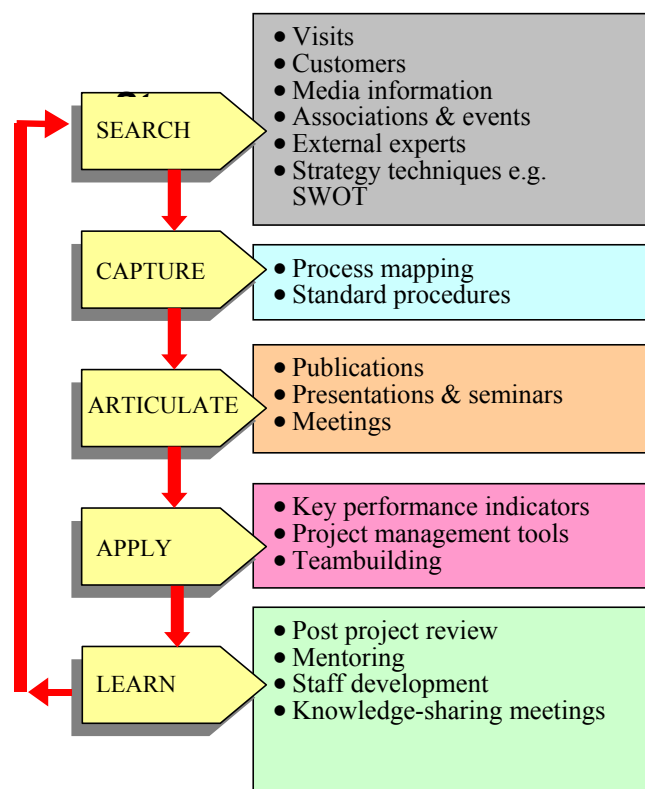 SEARCH
• Visits
• Customers
• Media information
• Associations & events
• External experts
• Strategy techniques e.g.
SWOT
CAPTURE
• Process mapping
• Standard procedures
ARTICULATE
• Publications
• Presentations & seminars
• Meetings
APPLY
• Key performance indicators
• Project management tools
• Teambuilding
LEARN
• Post project review
• Mentoring
• Staff development
• Knowledge-sharing meetings